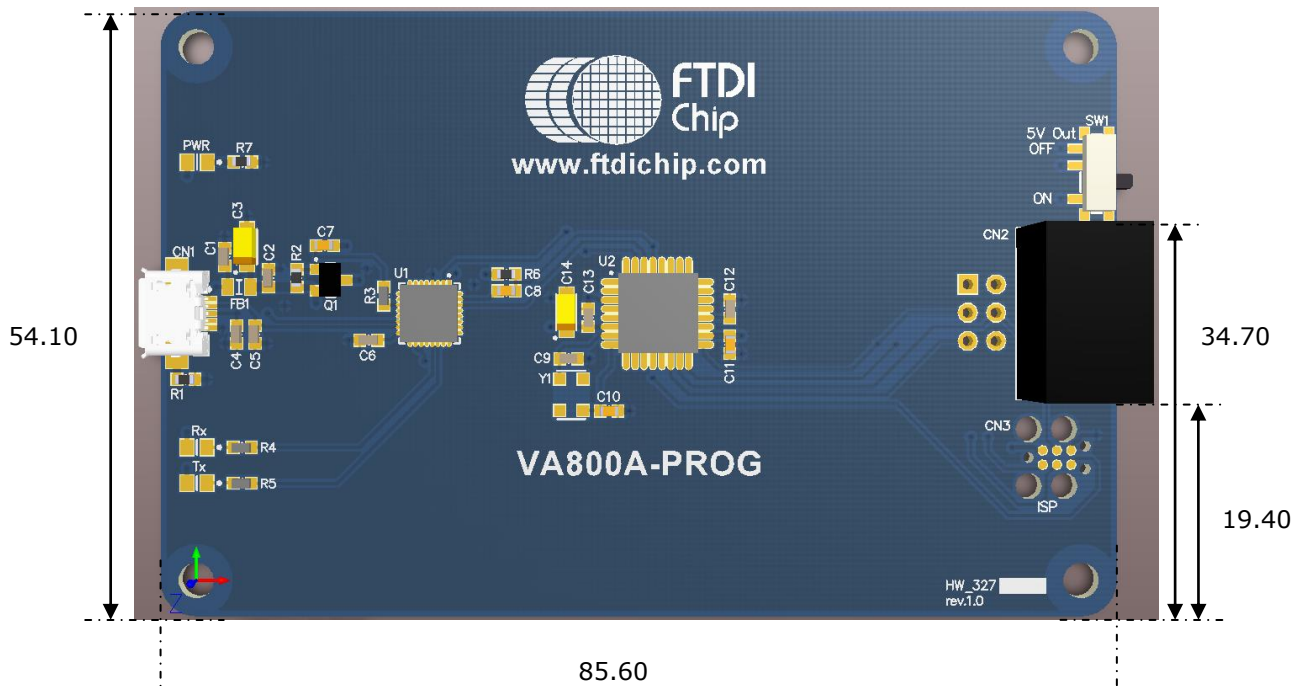 FTDI
Chip
www.ftdichip.com
PWR
R7
5V Out
SW1
OFF
ON
C3
C7
CN1
C1
C2
R2
FB1
Q1
U1
R3
R6
C8
C14
C13
U2
C12
CN2
54.10
34.70
C4
C5
C6
C9
C11
R1
Y1
C10
Rx
R4
CN3
Tx
R5
VA800A-PROG
ISP
19.40
Z
HW_327
rev.1.0
85.60